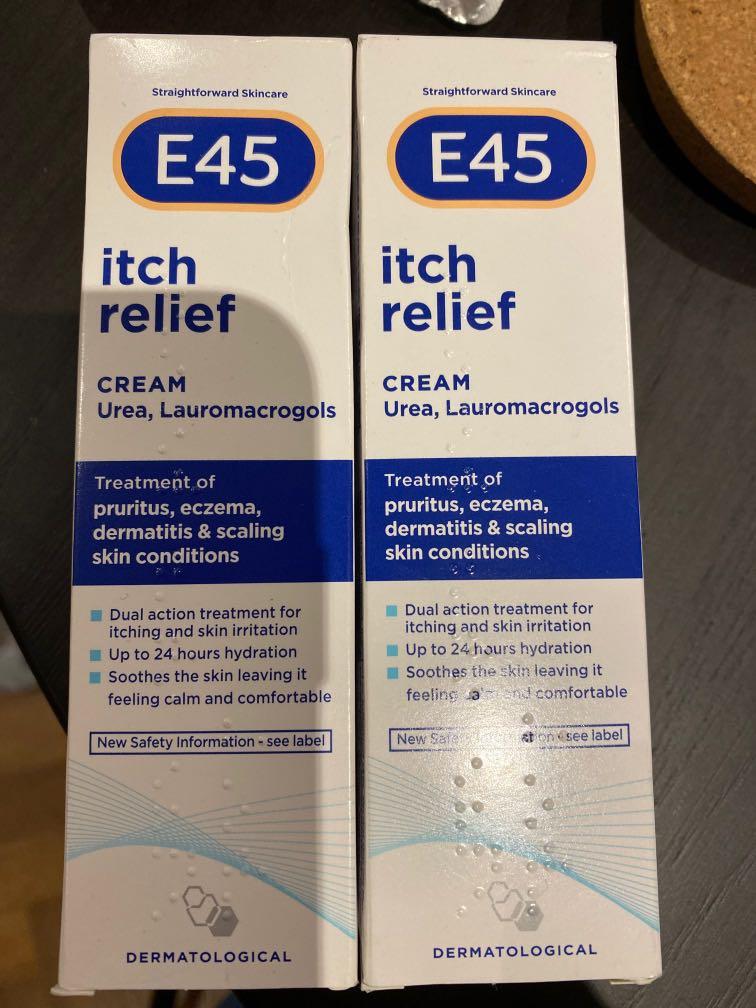 Straightforward Skincare
E45
itch
relief
CREAM
Urea, Lauromacrogols
Treatment of
pruritus, eczema,
dermatitis & scaling
skin conditions
Dual action treatment for
itching and skin irritation
Up to 24 hours hydration
Soothes the skin leaving it
feeling calm and comfortable
New Safety Information - see label
DERMATOLOGICAL
Straightforward Skincare
E45
itch
relief
CREAM
Urea, Lauromacrogols
Treatment of
pruritus, eczema,
dermatitis & scaling
skin conditions
Dual action treatment for
itching and skin irritation
Up to 24 hours hydration
Soothes the skin leaving it
feeling calm and comfortable
New Safety Information - see label
DERMATOLOGICAL